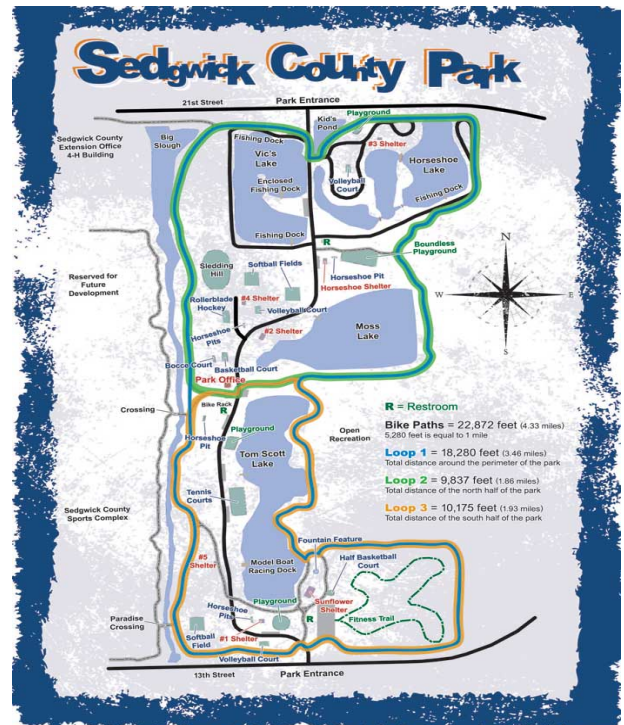 Sedgwick County Park
21st Street
Park Entrance
Sedgwick County
Extension Office
4-H Building
Big
Slough
Fishing Dock
Kid's
Pond
Playground
Vic's
Lake
#3 Shelter
Horseshoe
Lake
Enclosed
Fishing Dock
Volleyball
Court
Fishing Dock
Fishing Dock
R
Boundless
Playground
Reserved for
Future
Development
Sledding
Hill
Softball Fields
Horseshoe Pit
Horseshoe Shelter
N
W
E
S
Rollerblade
Hockey
#4 Shelter
Volleyball Court
Horseshoe
Pits
#2 Shelter
Moss
Lake
Bocce Court
Basketball Court
Park Office
Bike Rack
R
Crossing
Horseshoe
Pit
Playground
Open
Recreation
R = Restroom
Bike Paths = 22,872 feet (4.33 miles)
5,280 feet is equal to 1 mile
Loop 1 = 18,280 feet (3.46 miles)
Total distance around the perimeter of the park
Loop 2 = 9,837 feet (1.86 miles)
Total distance of the north half of the park
Loop 3 = 10,175 feet (1.93 miles)
Total distance of the south half of the park
Tom Scott
Lake
Tennis
Courts
Sedgwick County
Sports Complex
Fountain Feature
#5
Shelter
Model Boat
Racing Dock
Half Basketball
Court
Paradise
Crossing
Horseshoe
Pits
Playground
Sunflower
Shelter
R
Fitness Trail
Softball
Field
#1 Shelter
Volleyball Court
13th Street
Park Entrance